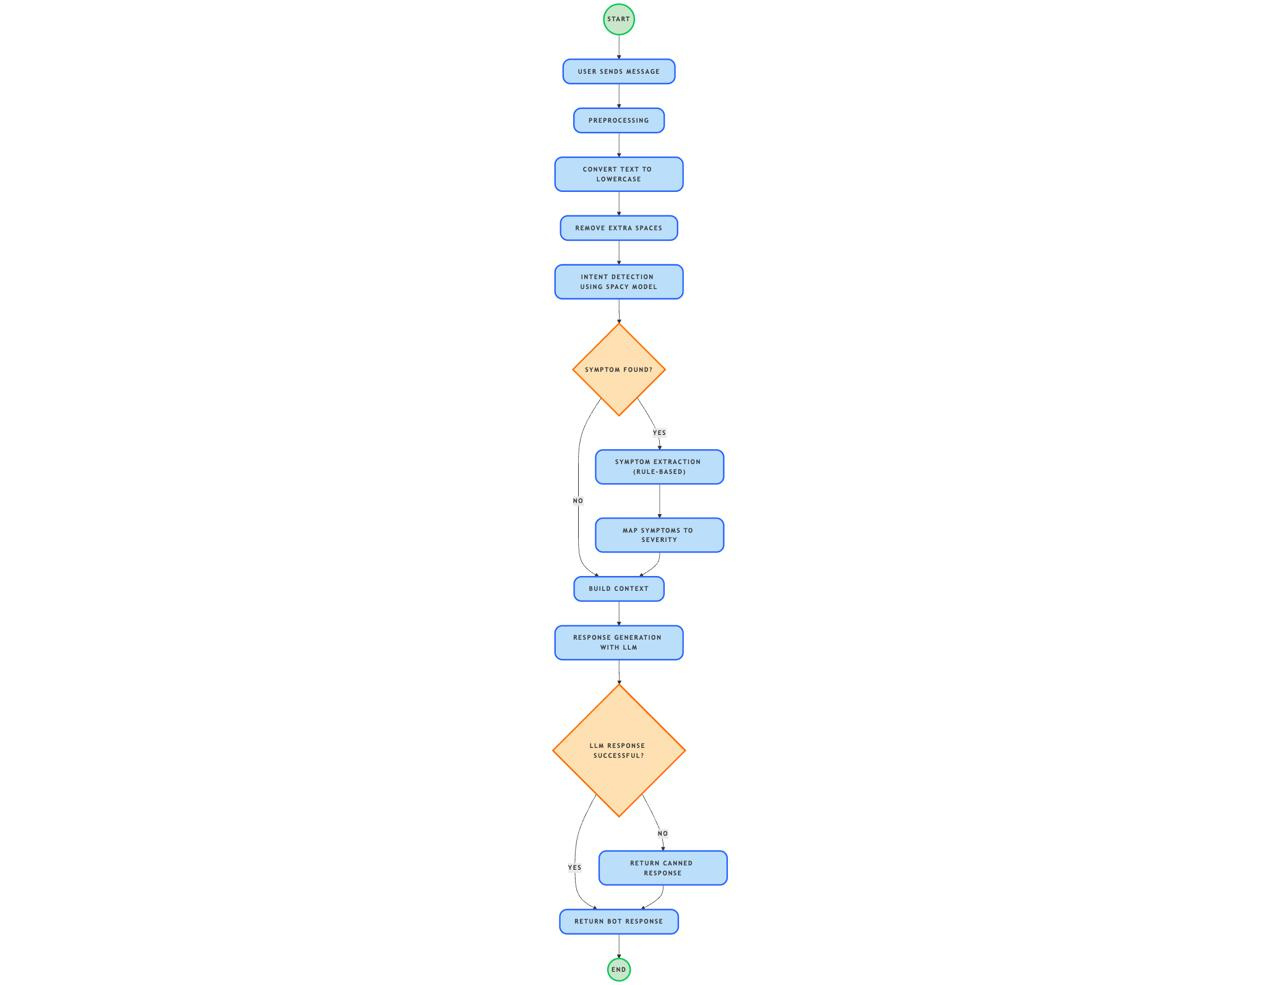 START
USER SENDS MESSAGE
PREPROCESSING
CONVERT TEXT TO
LOWERCASE
REMOVE EXTRA SPACES
INTENT DETECTION
USING SPACY MODEL
SYMPTOM FOUND?
YES
SYMPTOM EXTRACTION
(RULE-BASED)
NO
MAP SYMPTOMS TO
SEVERITY
BUILD CONTEXT
RESPONSE GENERATION
WITH LLM
LLM RESPONSE
SUCCESSFUL?
NO
YES
RETURN CANNED
RESPONSE
RETURN BOT RESPONSE
END